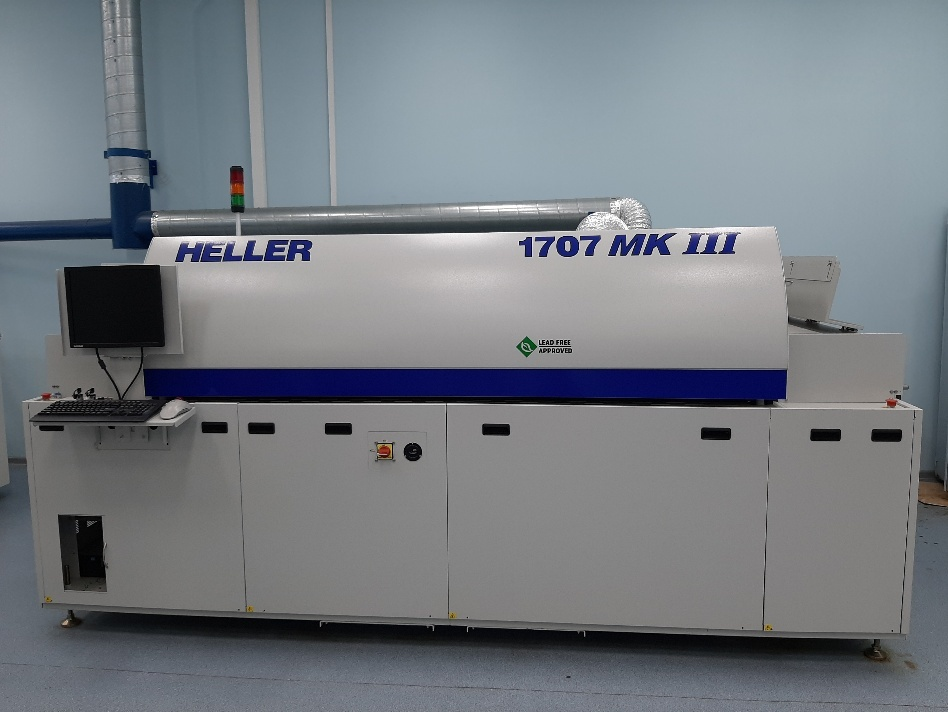 HELLER
1707 MK III
LEAD FREE
APPROVED